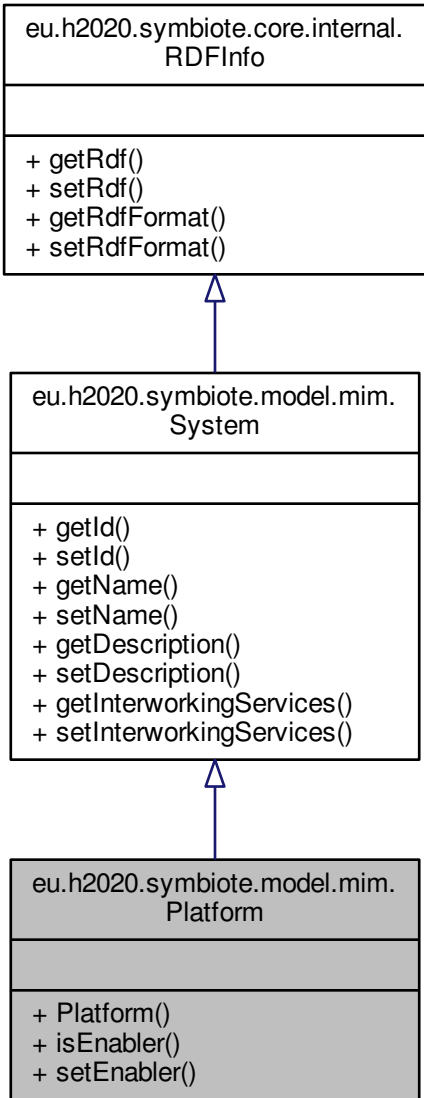 eu.h2020.symbiote.core.internal.
RDFInfo
+ getRdf()
+ setRdf()
+ getRdfFormat()
+ setRdfFormat()
eu.h2020.symbiote.model.mim.
System
+ getId()
+ setId()
+ getName()
+ setName()
+ getDescription()
+ setDescription()
+ getInterworkingServices()
+ setInterworkingServices()
eu.h2020.symbiote.model.mim.
Platform
+ Platform()
+ isEnabler()
+ setEnabler()